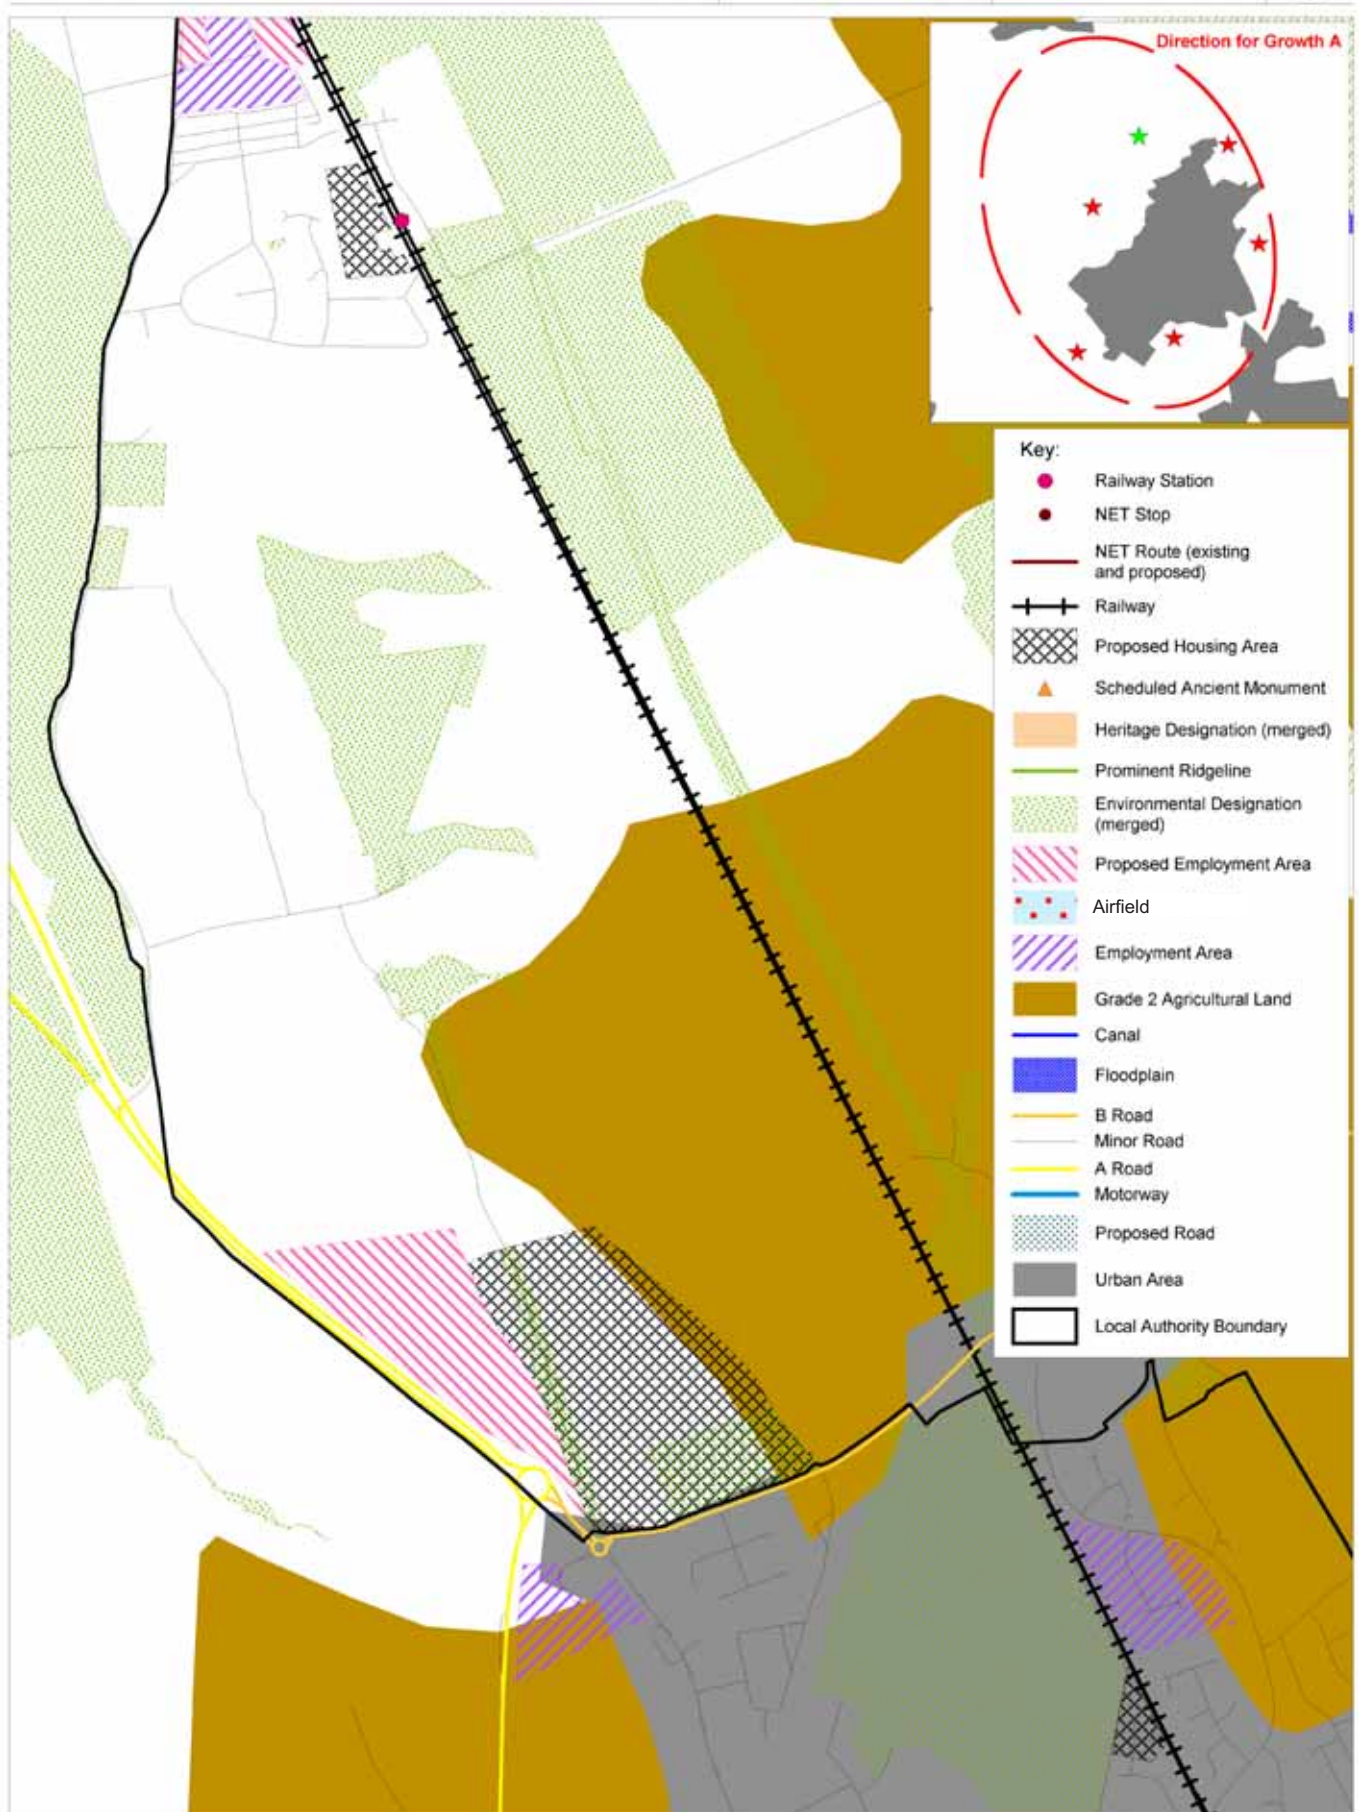 Direction for Growth A
Key:
Railway Station
NET Stop
NET Route (existing
and proposed)
Railway
Proposed Housing Area
Scheduled Ancient Monument
Heritage Designation (merged)
Prominent Ridgeline
Environmental Designation
(merged)
Proposed Employment Area
Airfield
Employment Area
Grade 2 Agricultural Land
Canal
Floodplain
B Road
Minor Road
A Road
Motorway
Proposed Road
Urban Area
Local Authority Boundary